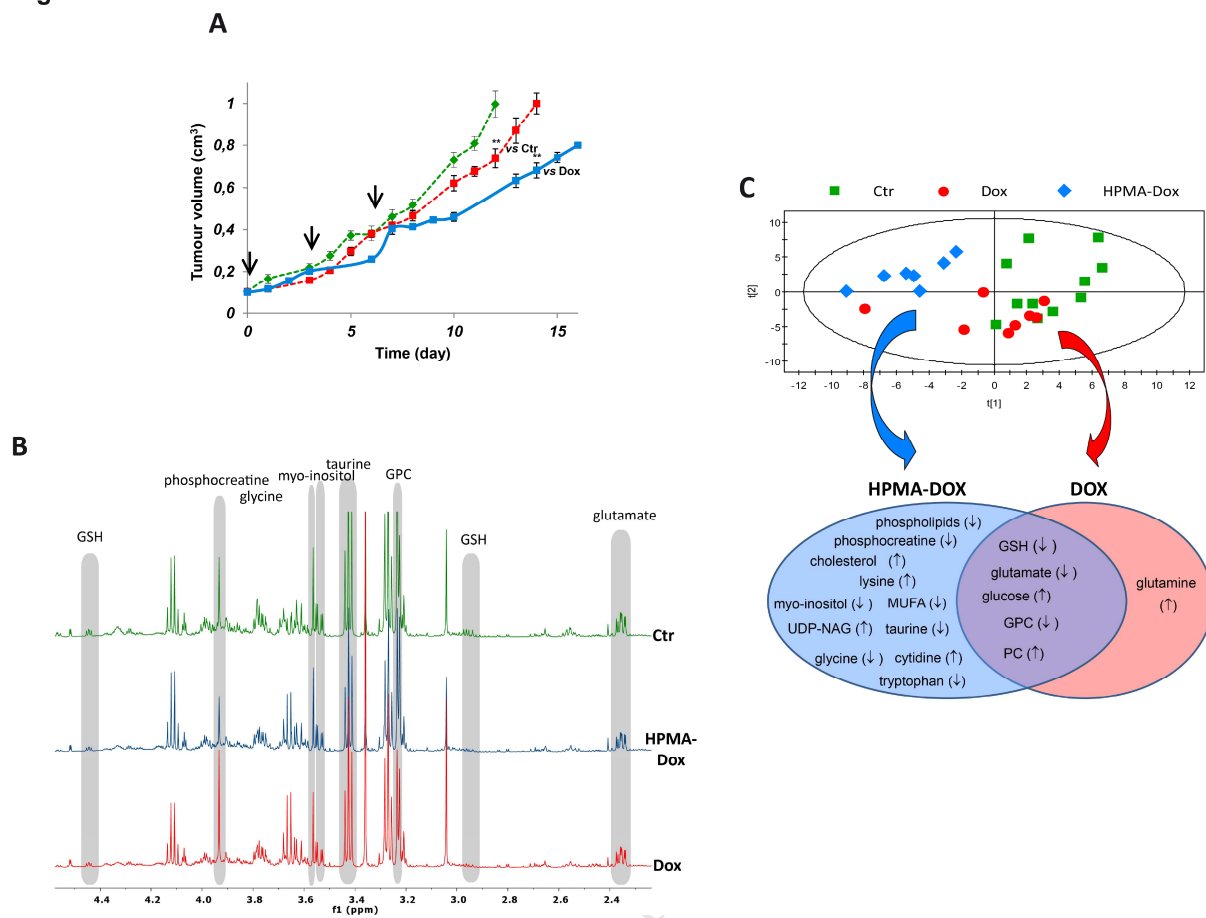 A
Tumour volume (cm³)
1
0,8
0,6
0,4
0,2
0
0
5
10
15
Time (day)
**
vs Ctr
**
vs Dox
B
GSH
phosphocreatine
glycine
myo-inositol
taurine
GPC
GSH
glutamate
Ctr
HPMA-
Dox
Dox
4.4 4.2 4.0 3.8 3.6 3.4 3.2 3.0 2.8 2.6 2.4
f1 (ppm)
C
Ctr Dox HPMA-Dox
t[2]
10
5
0
-5
-10
-12 -10 -8 -6 -4 -2 0 2 4 6 8 10 12
t[1]
HPMA-DOX
DOX
phospholipids (↓)
phosphocreatine (↓)
cholesterol (↑)
lysine (↑)
myo-inositol (↓) MUFA (↓)
UDP-NAG (↑) taurine (↓)
glycine (↓) cytidine (↑)
tryptophan (↓)
GSH (↓)
glutamate (↓)
glucose (↑)
GPC (↓)
PC (↑)
glutamine
(↑)